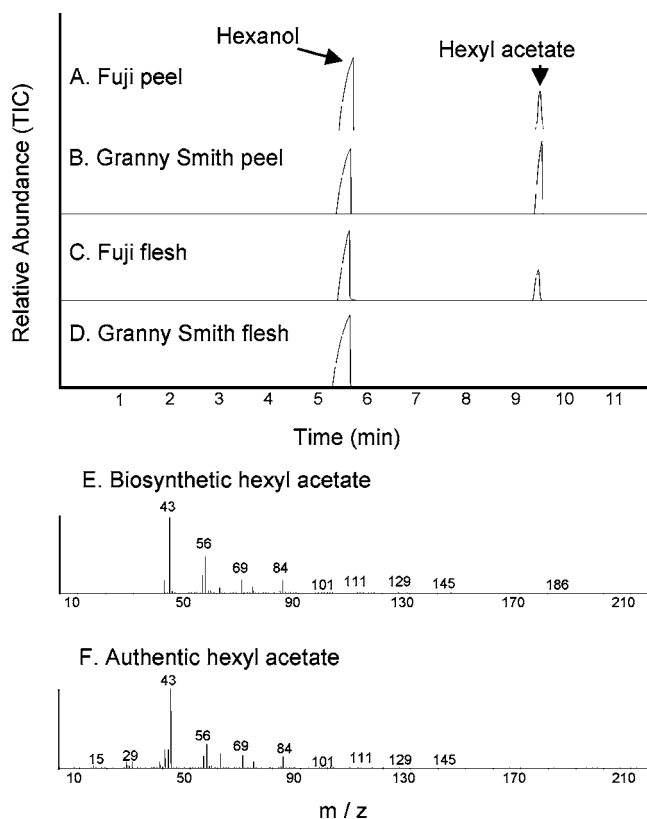 Hexanol
Hexyl acetate
A. Fuji peel
B. Granny Smith peel
C. Fuji flesh
D. Granny Smith flesh
Relative Abundance (TIC)
1 2 3 4 5 6 7 8 9 10 11
Time (min)
E. Biosynthetic hexyl acetate
43
56
69 84
101 111 129 145 186
10 50 90 130 170 210
F. Authentic hexyl acetate
43
56
15 29 69 84 101 111 129 145
10 50 90 130 170 210
m / z